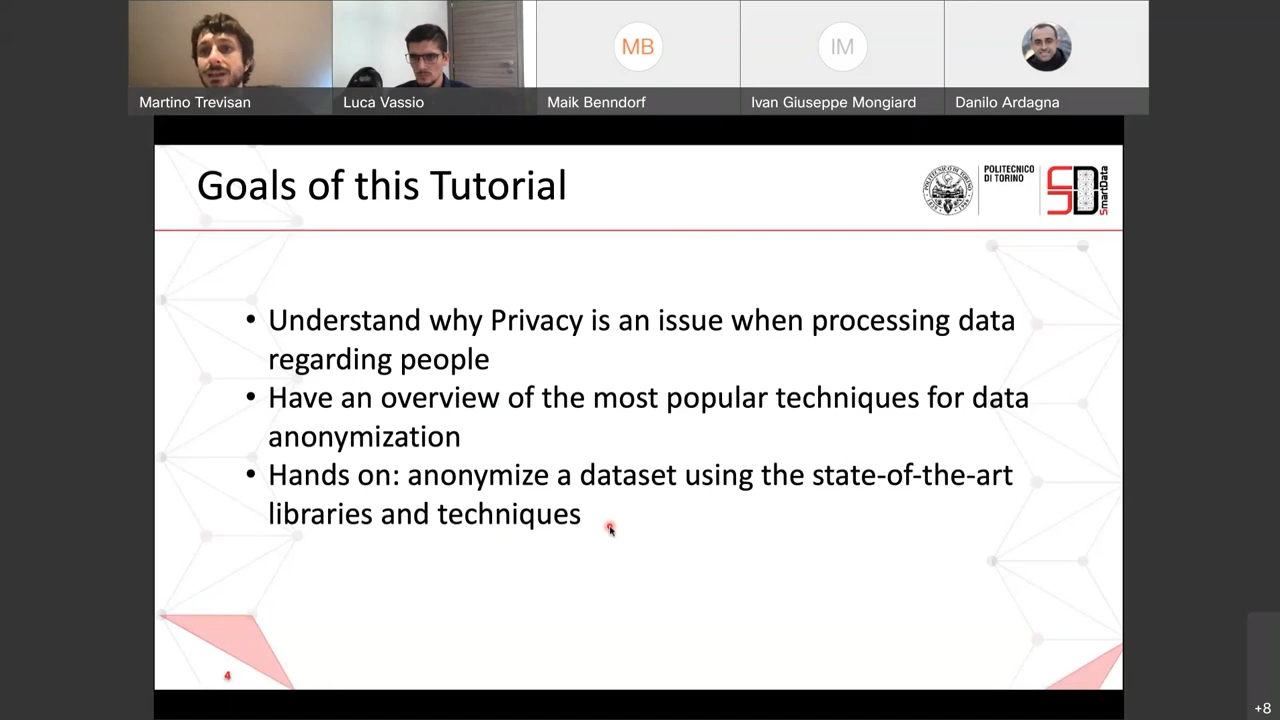 MB
IM
Martino Trevisan
Luca Vassio
Maik Benndorf
Ivan Giuseppe Mongiard
Danilo Ardagna
Goals of this Tutorial
POLITECNICO
DI TORINO
SmartData
• Understand why Privacy is an issue when processing data
regarding people
• Have an overview of the most popular techniques for data
anonymization
• Hands on: anonymize a dataset using the state-of-the-art
libraries and techniques
4
+8